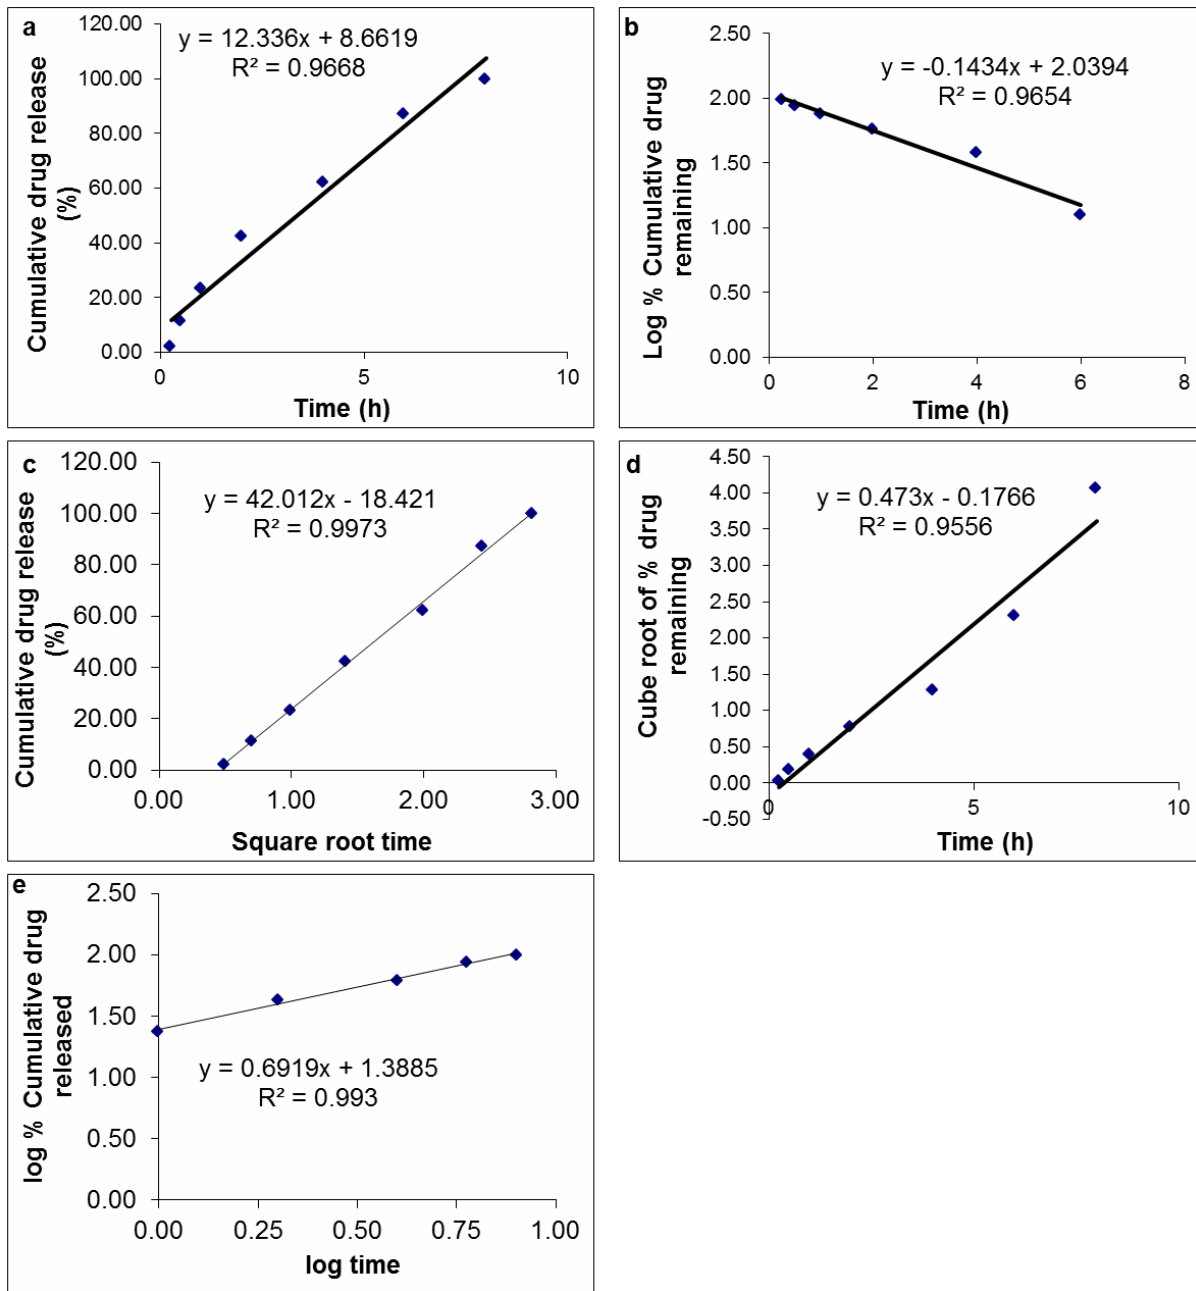 a
y = 12.336x + 8.6619
R² = 0.9668
Cumulative drug release
(%)
120.00
100.00
80.00
60.00
40.00
20.00
0.00
0
5
10
Time (h)
b
y = -0.1434x + 2.0394
R² = 0.9654
Log % Cumulative drug
remaining
2.50
2.00
1.50
1.00
0.50
0.00
0
2
4
6
8
Time (h)
c
y = 42.012x - 18.421
R² = 0.9973
Cumulative drug release
(%)
120.00
100.00
80.00
60.00
40.00
20.00
0.00
0.00
1.00
2.00
3.00
Square root time
d
y = 0.473x - 0.1766
R² = 0.9556
Cube root of % drug
remaining
4.50
4.00
3.50
3.00
2.50
2.00
1.50
1.00
0.50
0.00
-0.50
0
5
10
Time (h)
e
y = 0.6919x + 1.3885
R² = 0.993
log % Cumulative drug
released
2.50
2.00
1.50
1.00
0.50
0.00
0.00
0.25
0.50
0.75
1.00
log time